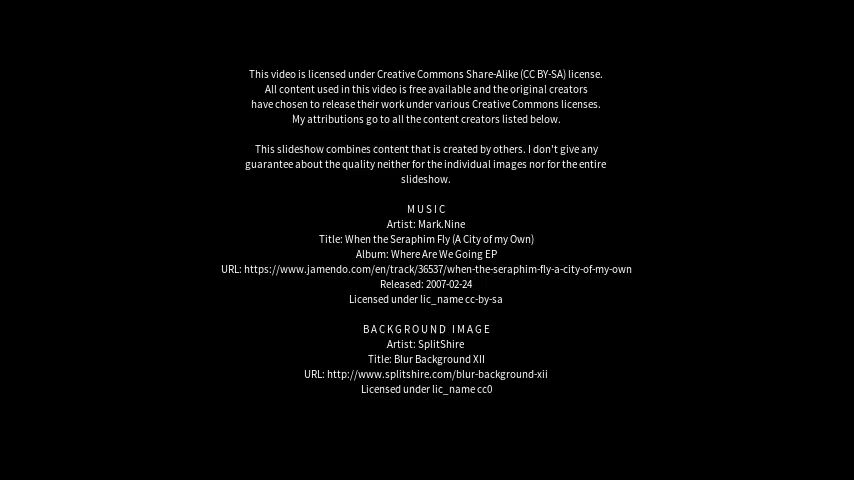 This video is licensed under Creative Commons Share-Alike (CC BY-SA) license.
All content used in this video is free available and the original creators
have chosen to release their work under various Creative Commons licenses.
My attributions go to all the content creators listed below.
This slideshow combines content that is created by others. I don't give any
guarantee about the quality neither for the individual images nor for the entire
slideshow.
MUSIC
Artist: Mark.Nine
Title: When the Seraphim Fly (A City of my Own)
Album: Where Are We Going EP
URL: https://www.jamendo.com/en/track/36537/when-the-seraphim-fly-a-city-of-my-own
Released: 2007-02-24
Licensed under lic_name cc-by-sa
BACKGROUND IMAGE
Artist: SplitShire
Title: Blur Background XII
URL: http://www.splitshire.com/blur-background-xii
Licensed under lic_name cc0